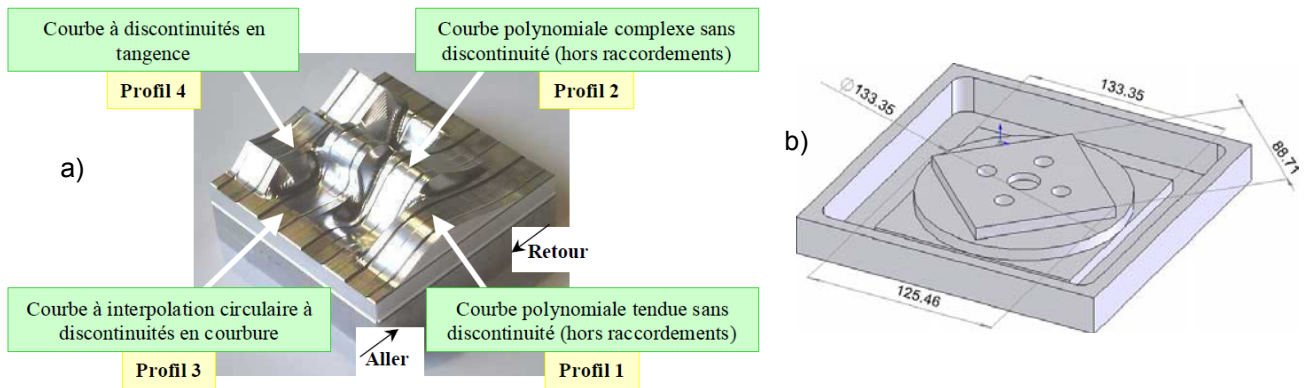 Courbe à discontinuités en
tangence
Profil 4
Courbe polynomiale complexe sans
discontinuité (hors raccordements)
Profil 2
a)
Retour
Courbe à interpolation circulaire à
discontinuités en courbure
Profil 3
Aller
Courbe polynomiale tendue sans
discontinuité (hors raccordements)
Profil 1
b)
∅133.35
133.35
88.71
125.46